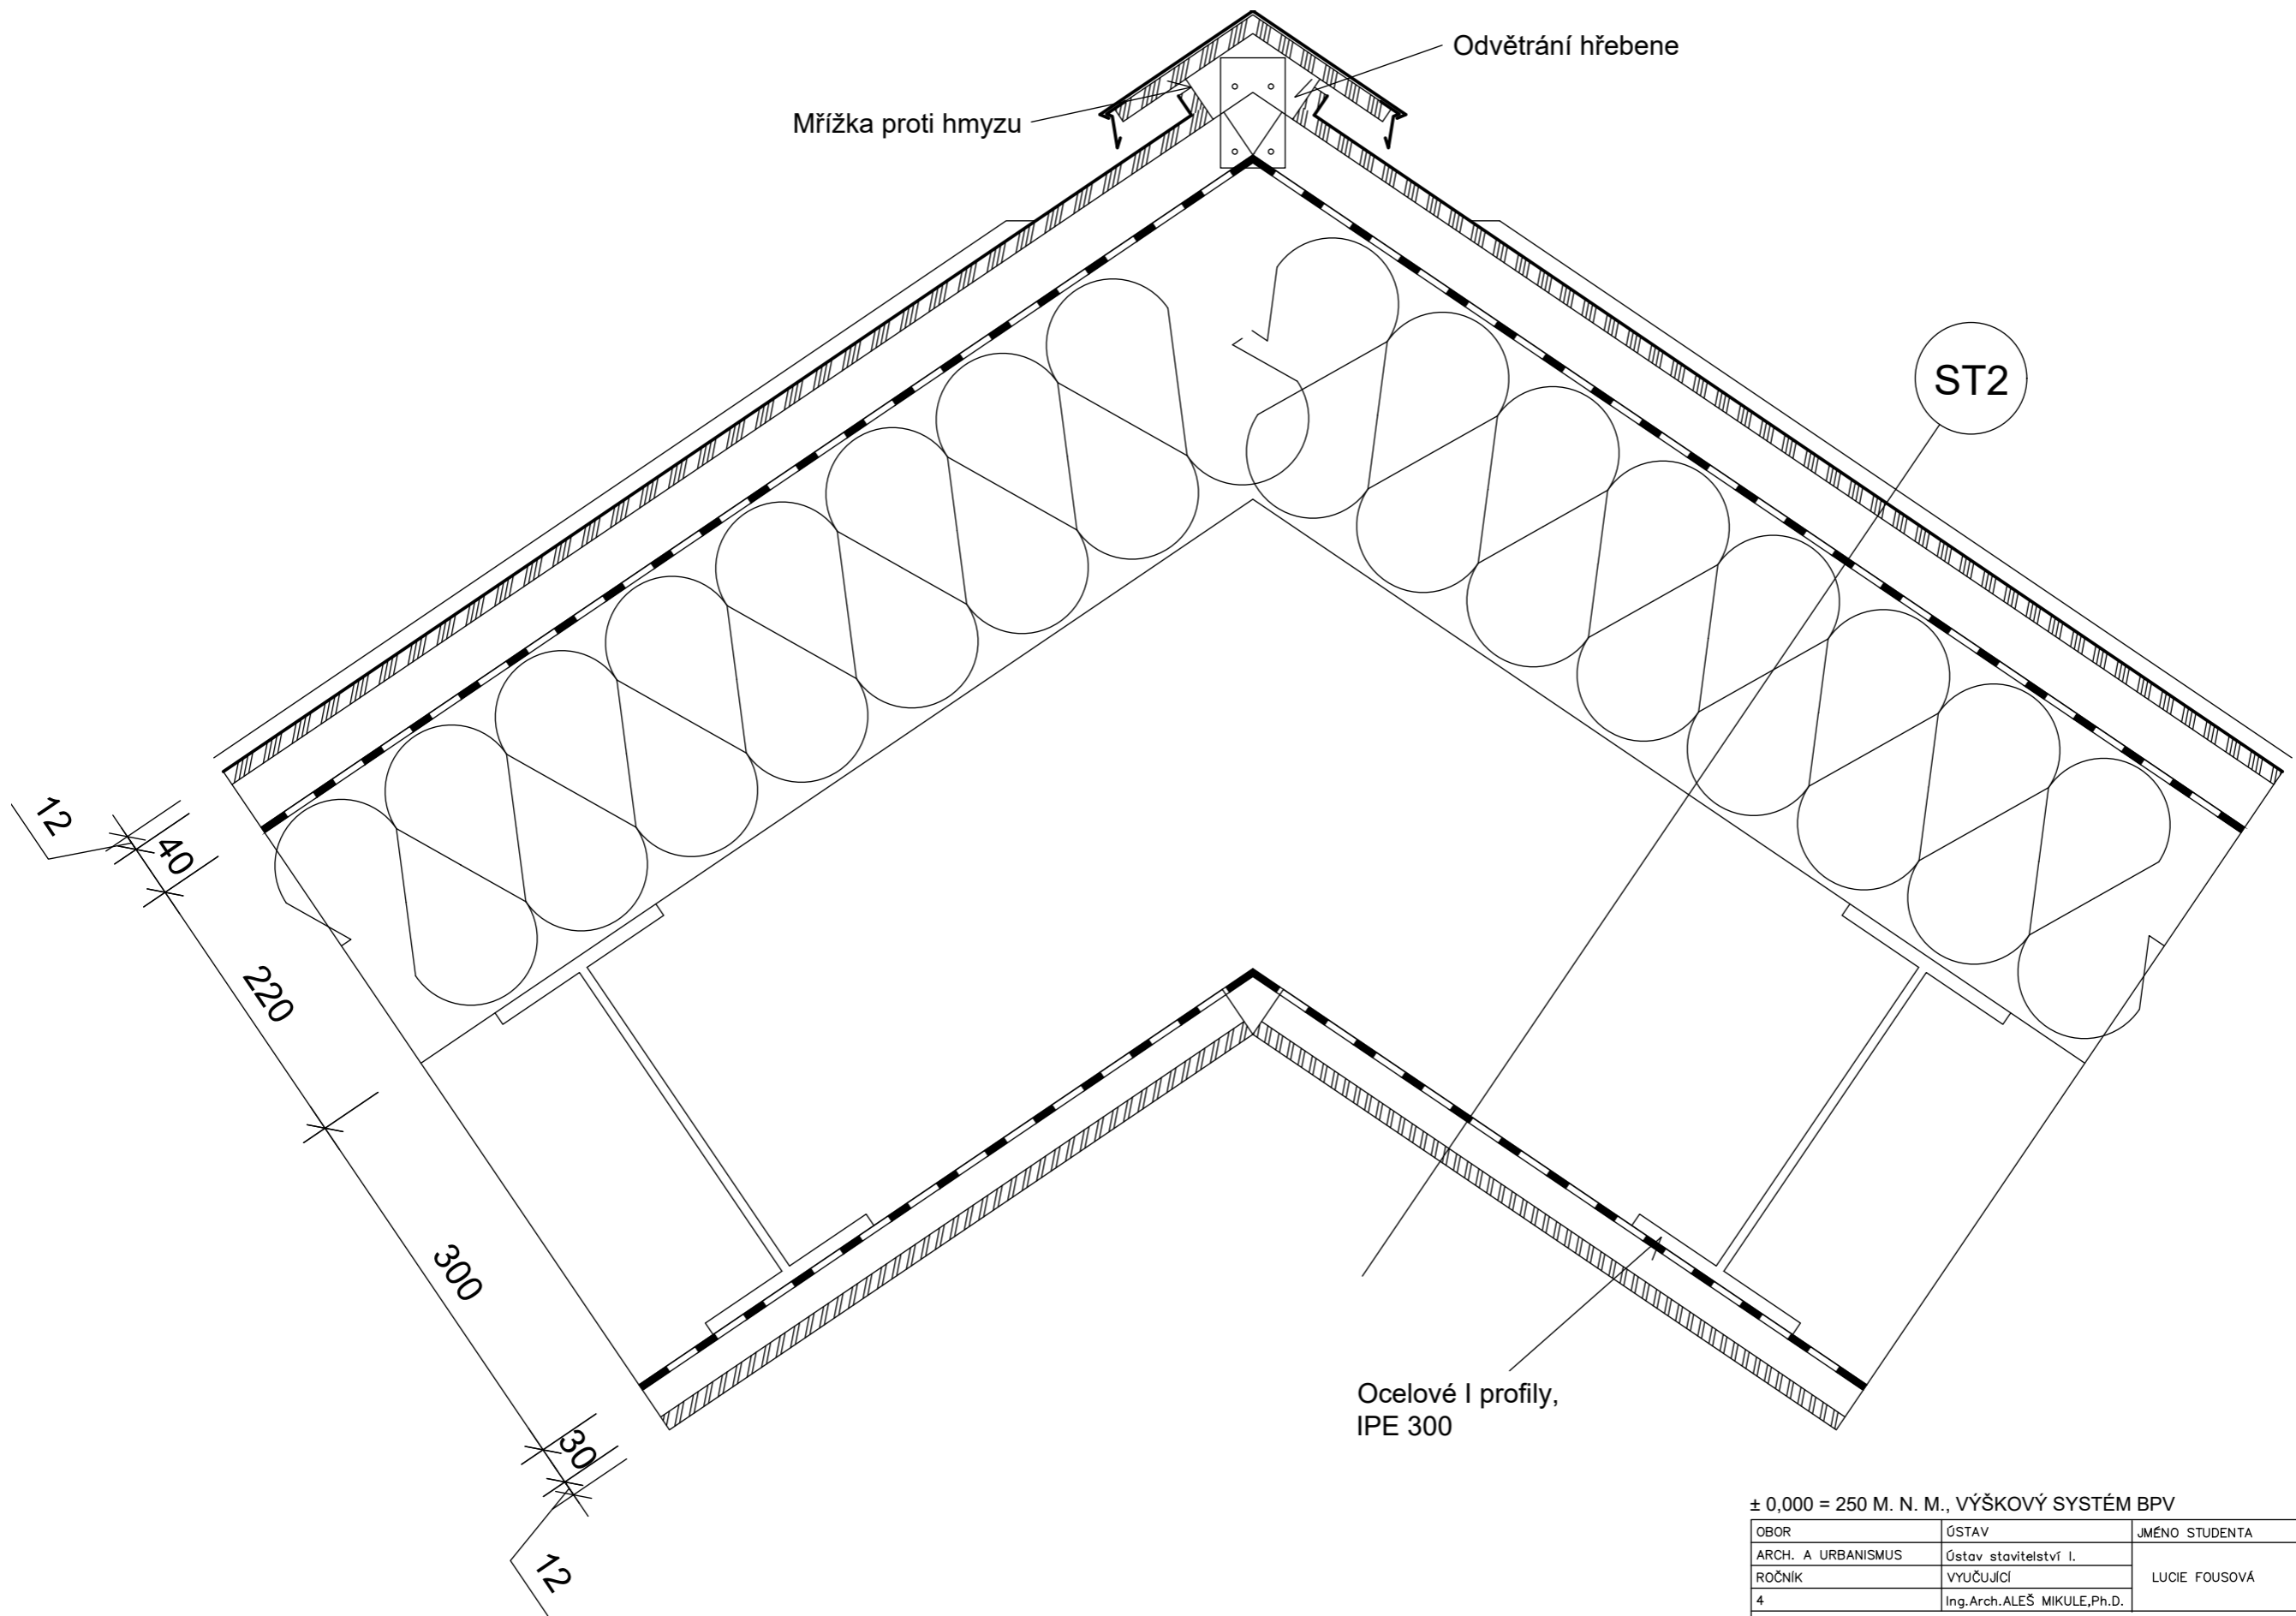 Odvětrání hřebene
Mřížka proti hmyzu
ST2
12
40
220
300
30
12
Ocelové I profily,
IPE 300
± 0,000 = 250 M. N. M., VÝŠKOVÝ SYSTÉM BPV
OBOR ÚSTAV JMÉNO STUDENTA
ARCH. A URBANISMUS Ústav stavitelství I.
ROČNÍK VYUČUJÍCÍ LUCIE FOUSOVÁ
4 Ing.Arch.ALEŠ MIKULE,Ph.D.